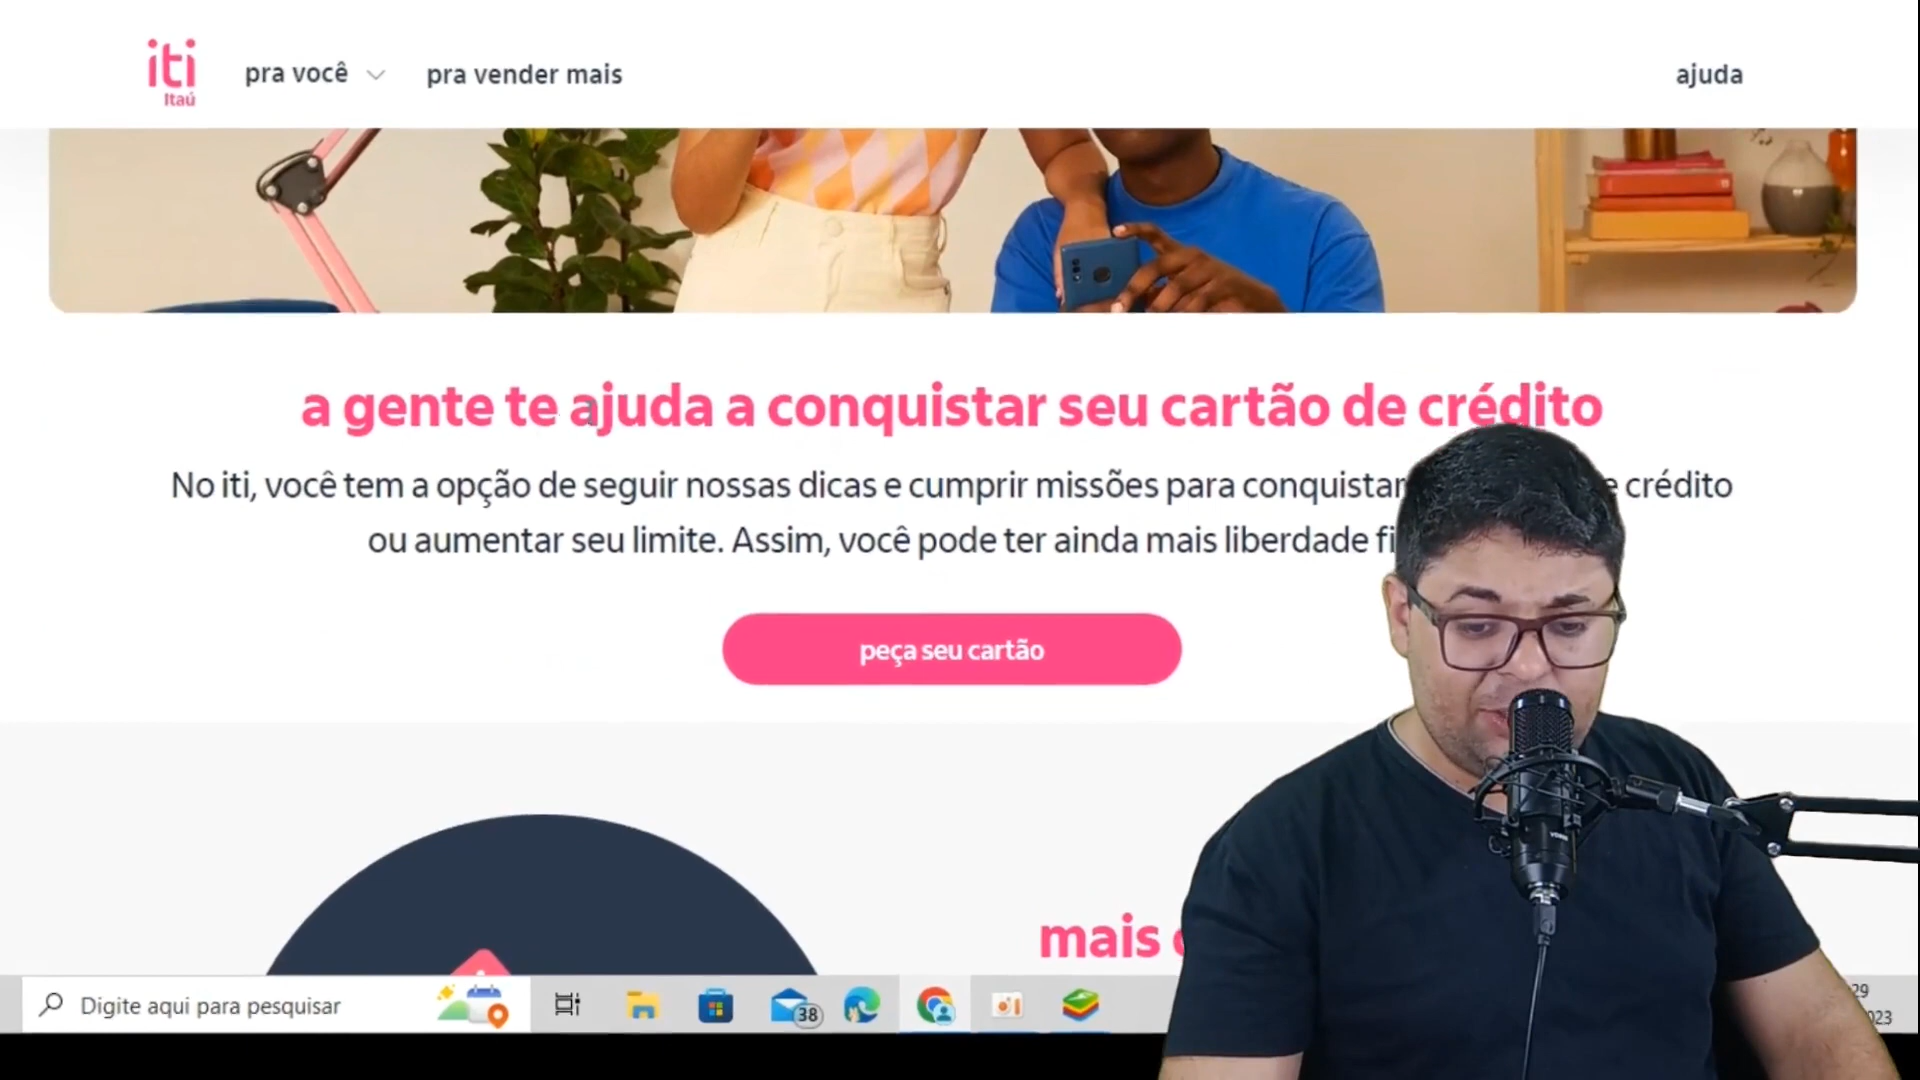 iti
Itaú
pra você
pra vender mais
ajuda
a gente te ajuda a conquistar seu cartão de crédito
No iti, você tem a opção de seguir nossas dicas e cumprir missões para conquistar crédito
ou aumentar seu limite. Assim, você pode ter ainda mais liberdade
peça seu cartão
mais
Digite aqui para pesquisar
38